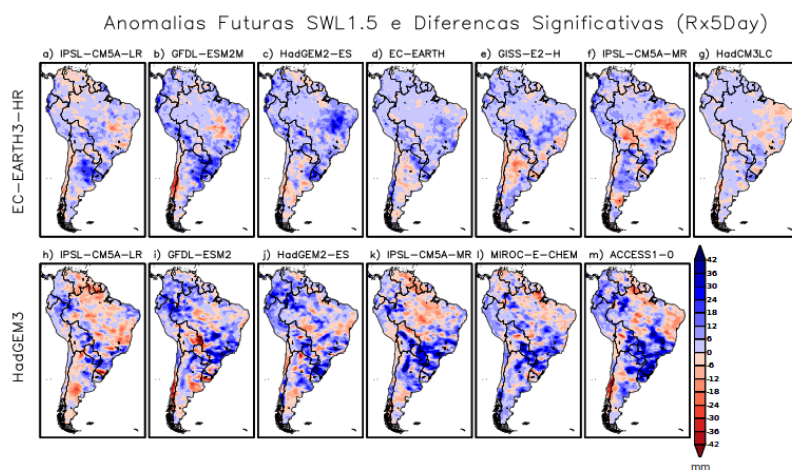 Anomalias Futuras SWL1.5 e Diferencas Significativas (Rx5Day)
a) IPSL-CM5A-LR b) GFDL-ESM2M c) HadGEM2-ES d) EC-EARTH e) GISS-E2-H f) IPSL-CM5A-MR g) HadCM3LC
EC-EARTH3-HR
h) IPSL-CM5A-LR i) GFDL-ESM2 j) HadGEM2-ES k) IPSL-CM5A-MR l) MIROC-E-CHEM m) ACCESS1-0
HadGEM3
42
36
30
24
18
12
6
0
-6
-12
-18
-24
-30
-36
-42
mm